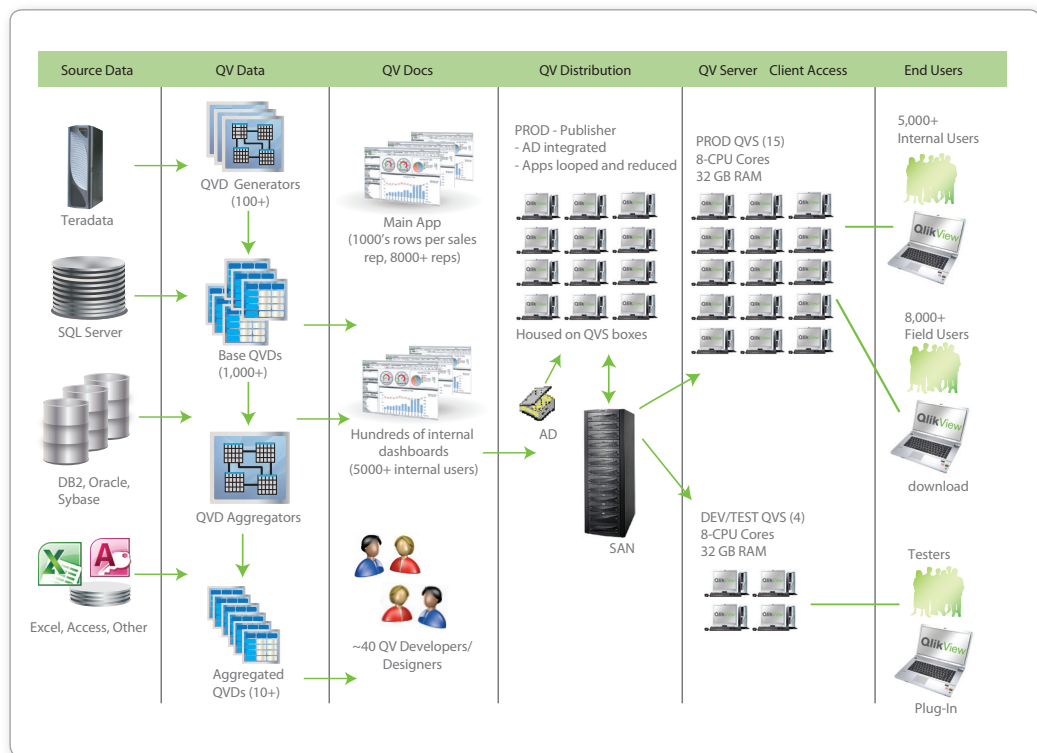 Source Data
QV Data
QV Docs
QV Distribution
QV Server
Client Access
End Users
Teradata
SQL Server
DB2, Oracle,
Sybase
Excel, Access, Other
QVD Generators
(100+)
Base QVDs
(1,000+)
QVD Aggregators
Aggregated
QVDs (10+)
Main App
(1000's rows per sales
rep, 8000+ reps)
Hundreds of internal
dashboards
(5000+ internal users)
~40 QV Developers/
Designers
PROD - Publisher
- AD integrated
- Apps looped and reduced
Housed on QVS boxes
AD
SAN
PROD QVS (15)
8-CPU Cores
32 GB RAM
DEV/TEST QVS (4)
8-CPU Cores
32 GB RAM
5,000+
Internal Users
QlikView
8,000+
Field Users
QlikView
download
Testers
QlikView
Plug-In